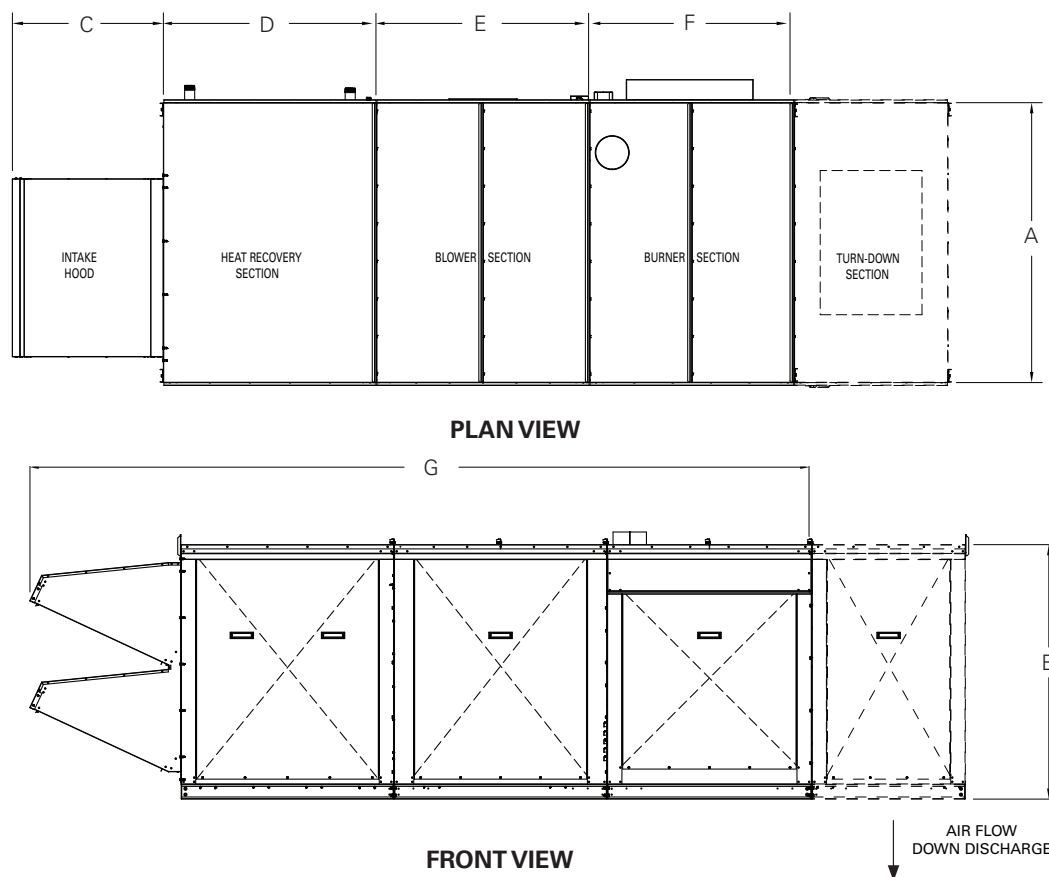 C
D
E
F
A
INTAKE
HOOD
HEAT RECOVERY
SECTION
BLOWER SECTION
BURNER SECTION
TURN-DOWN
SECTION
PLAN VIEW
G
B
AIR FLOW
DOWN DISCHARGE
FRONT VIEW